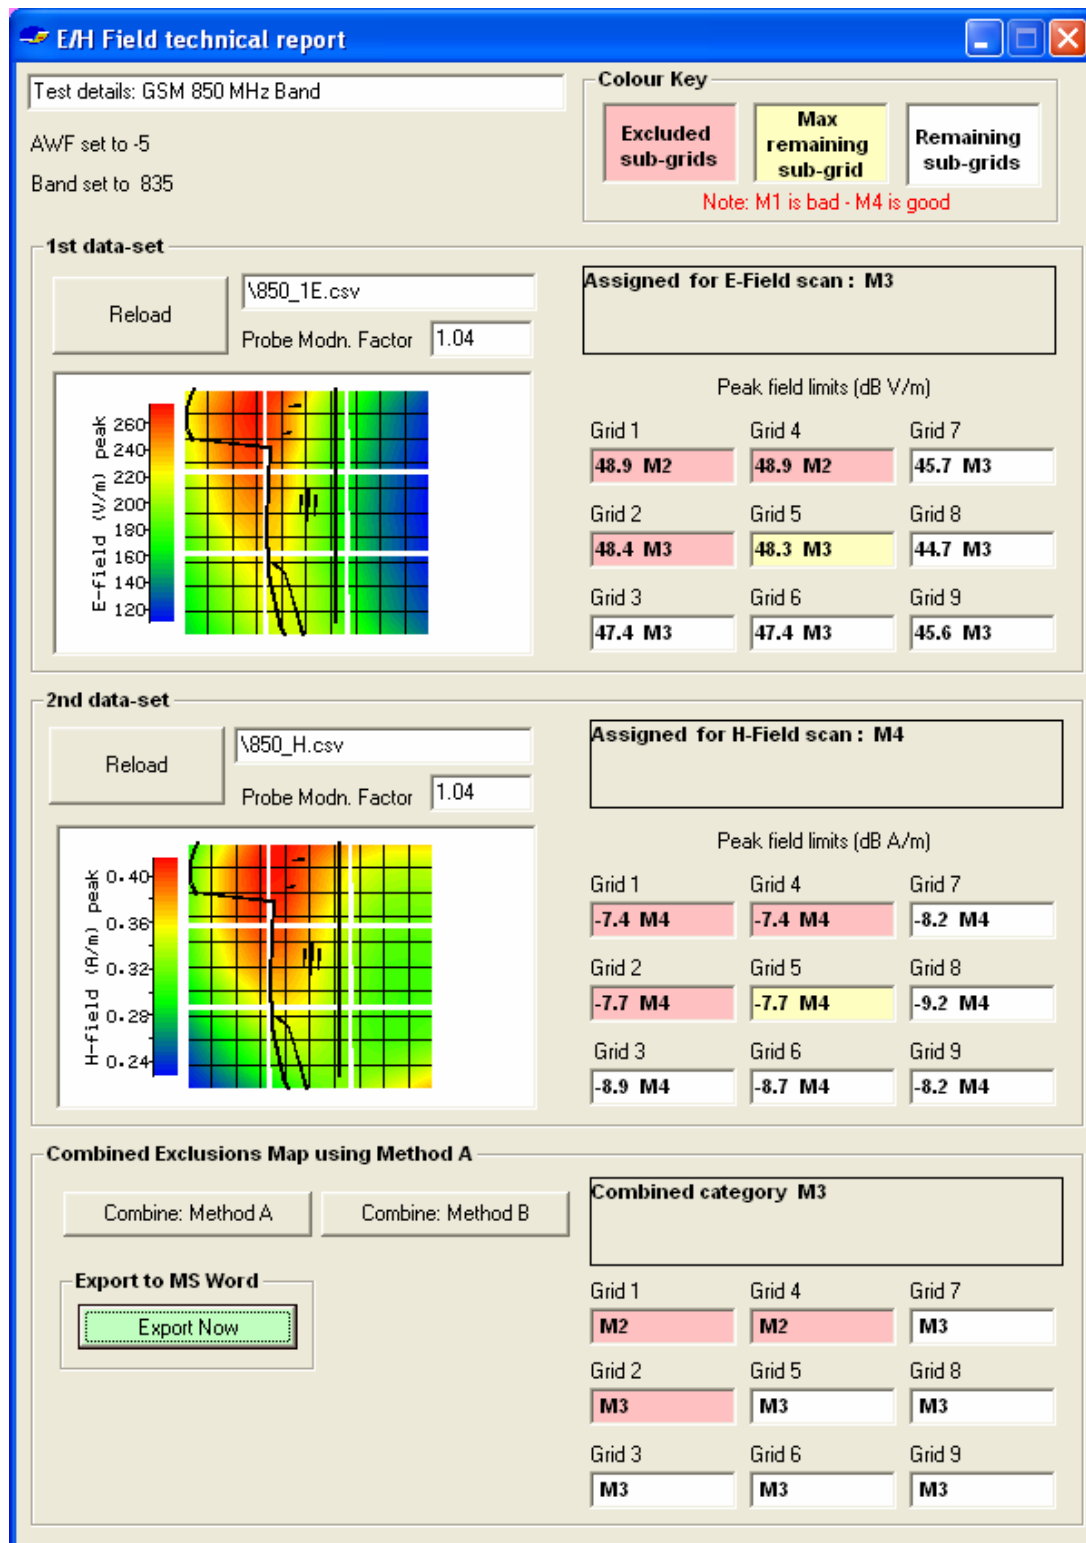 E/H Field technical report
Test details: GSM 850 MHz Band
AWF set to -5
Band set to 835
Colour Key
Excluded
sub-grids
Max
remaining
sub-grid
Remaining
sub-grids
Note: M1 is bad - M4 is good
1st data-set
Reload
\850_1E.csv
Probe Modn. Factor 1.04
E-field (V/m) peak
260
240
220
200
180
160
140
120
Assigned for E-Field scan : M3
Peak field limits (dB V/m)
Grid 1 Grid 4 Grid 7
48.9 M2 48.9 M2 45.7 M3
Grid 2 Grid 5 Grid 8
48.4 M3 48.3 M3 44.7 M3
Grid 3 Grid 6 Grid 9
47.4 M3 47.4 M3 45.6 M3
2nd data-set
Reload
\850_H.csv
Probe Modn. Factor 1.04
H-field (A/m) peak
0.40
0.36
0.32
0.28
0.24
Assigned for H-Field scan : M4
Peak field limits (dB A/m)
Grid 1 Grid 4 Grid 7
-7.4 M4 -7.4 M4 -8.2 M4
Grid 2 Grid 5 Grid 8
-7.7 M4 -7.7 M4 -9.2 M4
Grid 3 Grid 6 Grid 9
-8.9 M4 -8.7 M4 -8.2 M4
Combined Exclusions Map using Method A
Combine: Method A Combine: Method B
Export to MS Word
Export Now
Combined category M3
Grid 1 Grid 4 Grid 7
M2 M2 M3
Grid 2 Grid 5 Grid 8
M3 M3 M3
Grid 3 Grid 6 Grid 9
M3 M3 M3